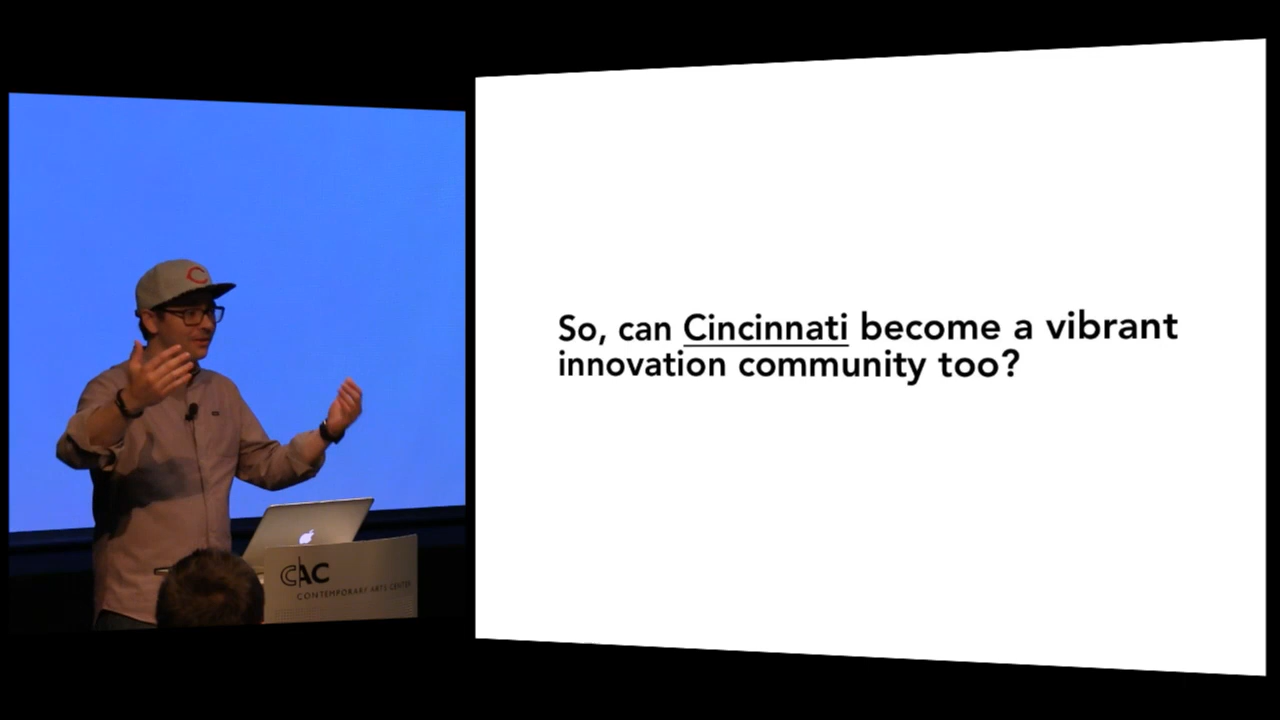 C
CAC
CONTEMPORARY ARTS CENTER
So, can Cincinnati become a vibrant
innovation community too?